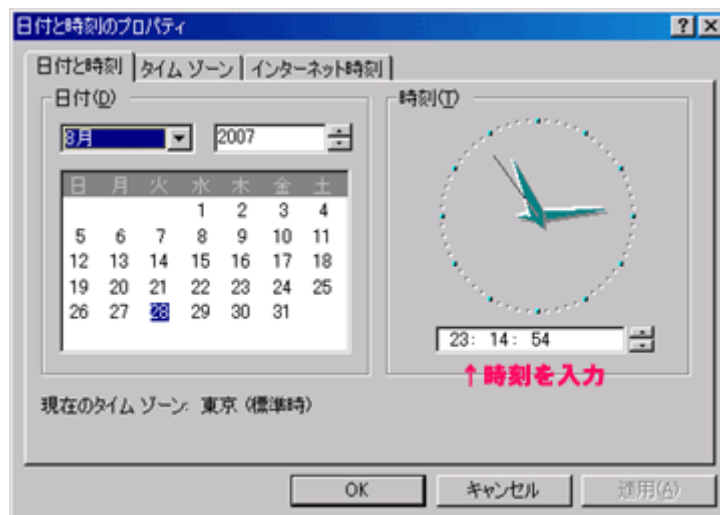 日付と時刻のプロパティ
日付と時刻 タイム ゾーン インターネット時刻
日付(D) 時刻(T)
8月 2007
日 月 火 水 木 金 土
1 2 3 4
5 6 7 8 9 10 11
12 13 14 15 16 17 18
19 20 21 22 23 24 25
26 27 28 29 30 31
23: 14: 54
↑時刻を入力
現在のタイム ゾーン: 東京 (標準時)
OK キャンセル 適用(A)